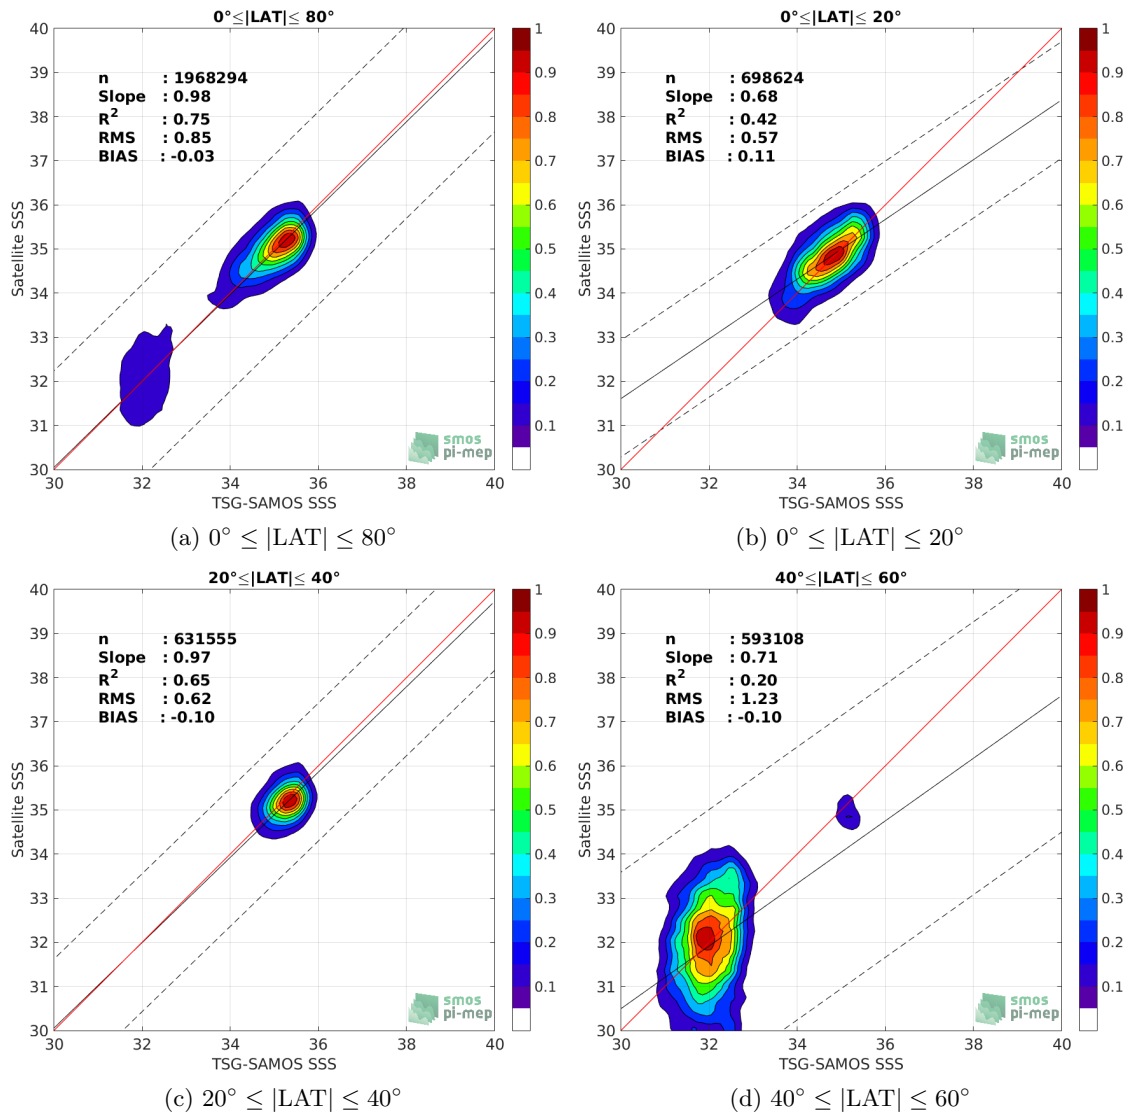 0°≤|LAT|≤ 80°
n : 1968294
Slope : 0.98
R2 : 0.75
RMS : 0.85
BIAS : -0.03
Satellite SSS
40
39
38
37
36
35
34
33
32
31
30
30 32 34 36 38 40
TSG-SAMOS SSS
smos
pi-mep
1
0.9
0.8
0.7
0.6
0.5
0.4
0.3
0.2
0.1
(a) 0° ≤ |LAT| ≤ 80°
0°≤|LAT|≤ 20°
n : 698624
Slope : 0.68
R2 : 0.42
RMS : 0.57
BIAS : 0.11
Satellite SSS
40
39
38
37
36
35
34
33
32
31
30
30 32 34 36 38 40
TSG-SAMOS SSS
smos
pi-mep
1
0.9
0.8
0.7
0.6
0.5
0.4
0.3
0.2
0.1
(b) 0° ≤ |LAT| ≤ 20°
20°≤|LAT|≤ 40°
n : 631555
Slope : 0.97
R2 : 0.65
RMS : 0.62
BIAS : -0.10
Satellite SSS
40
39
38
37
36
35
34
33
32
31
30
30 32 34 36 38 40
TSG-SAMOS SSS
smos
pi-mep
1
0.9
0.8
0.7
0.6
0.5
0.4
0.3
0.2
0.1
(c) 20° ≤ |LAT| ≤ 40°
40°≤|LAT|≤ 60°
n : 593108
Slope : 0.71
R2 : 0.20
RMS : 1.23
BIAS : -0.10
Satellite SSS
40
39
38
37
36
35
34
33
32
31
30
30 32 34 36 38 40
TSG-SAMOS SSS
smos
pi-mep
1
0.9
0.8
0.7
0.6
0.5
0.4
0.3
0.2
0.1
(d) 40° ≤ |LAT| ≤ 60°